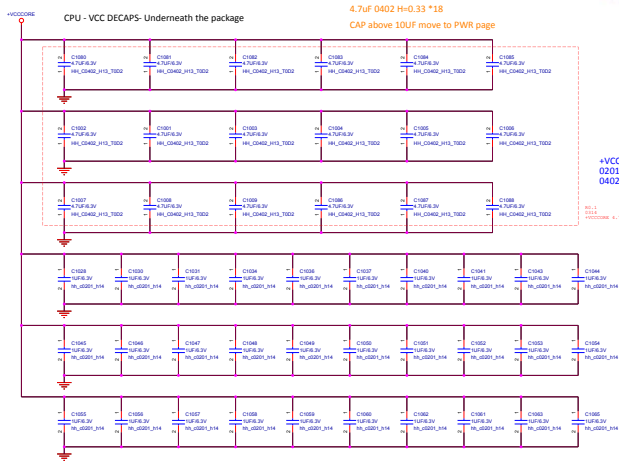 +VCCCORE
CPU - VCC DECAPS- Underneath the package
4.7uF 0402 H=0.33 *18
CAP above 10UF move to PWR page
C1080 C1081 C1082 C1083 C1084 C1085
4.7UF/6.3V 4.7UF/6.3V 4.7UF/6.3V 4.7UF/6.3V 4.7UF/6.3V 4.7UF/6.3V
HH_C0402_H13_T0D2 HH_C0402_H13_T0D2 HH_C0402_H13_T0D2 HH_C0402_H13_T0D2 HH_C0402_H13_T0D2 HH_C0402_H13_T0D2
C1002 C1001 C1003 C1004 C1005 C1006
4.7UF/6.3V 4.7UF/6.3V 4.7UF/6.3V 4.7UF/6.3V 4.7UF/6.3V 4.7UF/6.3V
HH_C0402_H13_T0D2 HH_C0402_H13_T0D2 HH_C0402_H13_T0D2 HH_C0402_H13_T0D2 HH_C0402_H13_T0D2 HH_C0402_H13_T0D2
+VCC
0201
0402
C1007 C1008 C1009 C1086 C1087 C1088
4.7UF/6.3V 4.7UF/6.3V 4.7UF/6.3V 4.7UF/6.3V 4.7UF/6.3V 4.7UF/6.3V
HH_C0402_H13_T0D2 HH_C0402_H13_T0D2 HH_C0402_H13_T0D2 HH_C0402_H13_T0D2 HH_C0402_H13_T0D2 HH_C0402_H13_T0D2
C1028 C1030 C1031 C1034 C1036 C1037 C1040 C1041 C1043 C1044
1UF/6.3V 1UF/6.3V 1UF/6.3V 1UF/6.3V 1UF/6.3V 1UF/6.3V 1UF/6.3V 1UF/6.3V 1UF/6.3V 1UF/6.3V
hh_c0201_h14 hh_c0201_h14 hh_c0201_h14 hh_c0201_h14 hh_c0201_h14 hh_c0201_h14 hh_c0201_h14 hh_c0201_h14 hh_c0201_h14 hh_c0201_h14
C1045 C1046 C1047 C1048 C1049 C1050 C1051 C1052 C1053 C1054
1UF/6.3V 1UF/6.3V 1UF/6.3V 1UF/6.3V 1UF/6.3V 1UF/6.3V 1UF/6.3V 1UF/6.3V 1UF/6.3V 1UF/6.3V
hh_c0201_h14 hh_c0201_h14 hh_c0201_h14 hh_c0201_h14 hh_c0201_h14 hh_c0201_h14 hh_c0201_h14 hh_c0201_h14 hh_c0201_h14 hh_c0201_h14
C1055 C1056 C1057 C1058 C1059 C1060 C1062 C1061 C1063 C1065
1UF/6.3V 1UF/6.3V 1UF/6.3V 1UF/6.3V 1UF/6.3V 1UF/6.3V 1UF/6.3V 1UF/6.3V 1UF/6.3V 1UF/6.3V
hh_c0201_h14 hh_c0201_h14 hh_c0201_h14 hh_c0201_h14 hh_c0201_h14 hh_c0201_h14 hh_c0201_h14 hh_c0201_h14 hh_c0201_h14 hh_c0201_h14